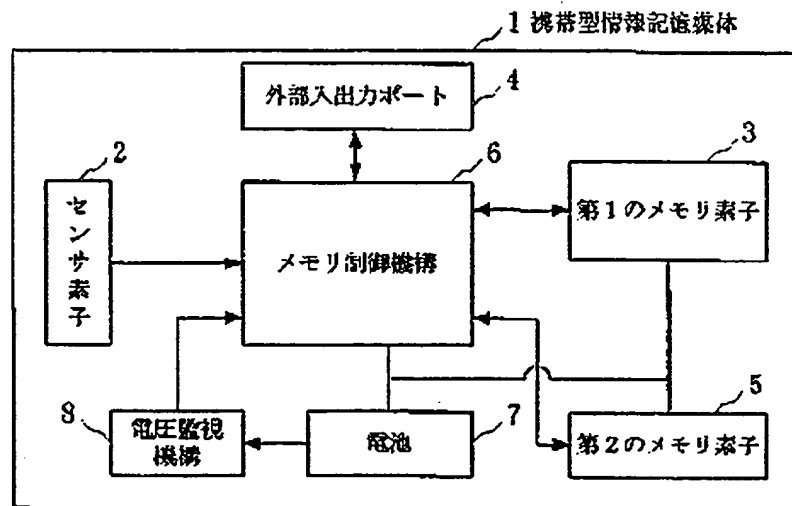 1 携帯型情報記憶媒体
外部入出力ポート
4
2
6
3
センサ素子
メモリ制御機構
第1のメモリ素子
8
電圧監視
機構
電池
7
5
第2のメモリ素子